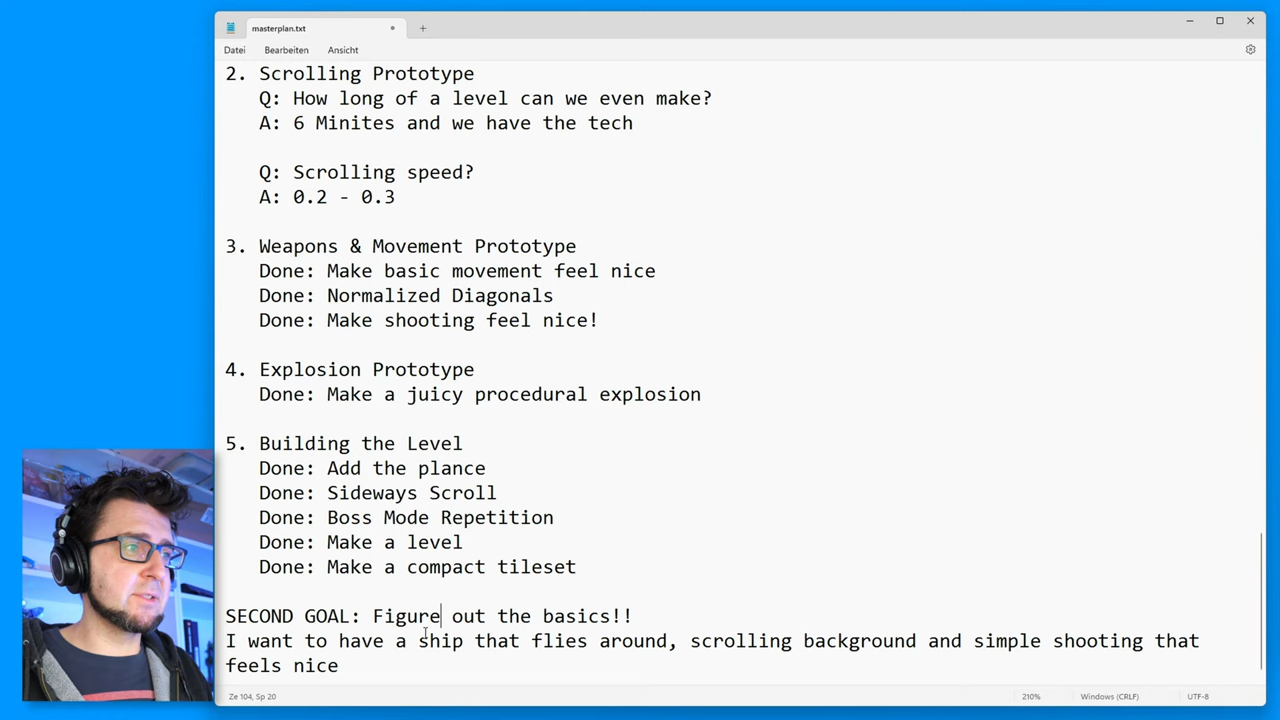 masterplan.txt
Datei Bearbeiten Ansicht
2. Scrolling Prototype
Q: How long of a level can we even make?
A: 6 Minites and we have the tech
Q: Scrolling speed?
A: 0.2 - 0.3
3. Weapons & Movement Prototype
Done: Make basic movement feel nice
Done: Normalized Diagonals
Done: Make shooting feel nice!
4. Explosion Prototype
Done: Make a juicy procedural explosion
5. Building the Level
Done: Add the plance
Done: Sideways Scroll
Done: Boss Mode Repetition
Done: Make a level
Done: Make a compact tileset
SECOND GOAL: Figure out the basics!!
I want to have a ship that flies around, scrolling background and simple shooting that
feels nice
Ze 104, Sp 20 210% Windows (CRLF) UTF-8